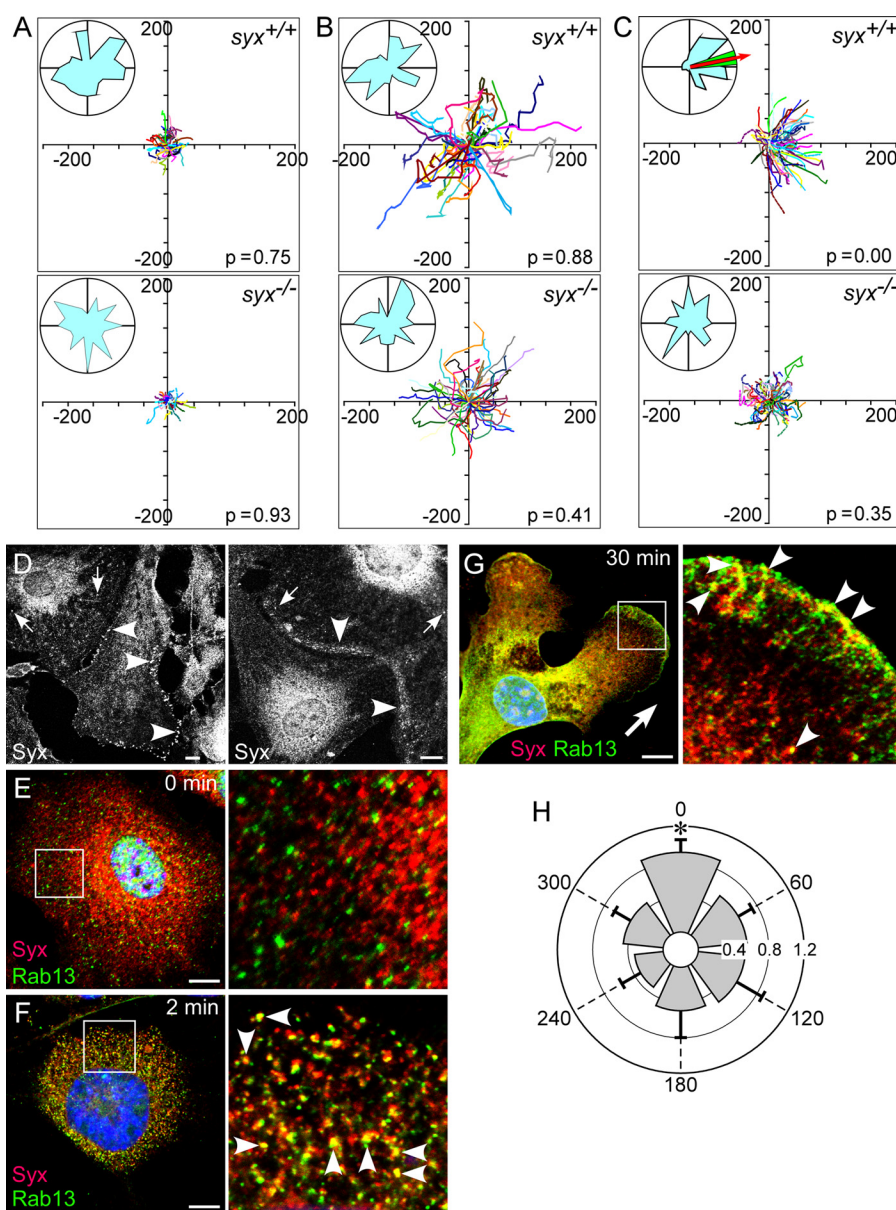 A
200
syx+/+
-200
200
-200
p=0.75
200
syx-/-
-200
200
-200
p=0.93
B
200
syx+/+
-200
200
-200
p=0.88
200
syx-/-
-200
200
-200
p=0.41
C
200
syx+/+
-200
200
-200
p=0.00
200
syx-/-
-200
200
-200
p=0.35
D
Syx
Syx
E
0 min
Syx
Rab13
F
2 min
Syx
Rab13
G
30 min
Syx Rab13
H
0
*
300
60
0.4 0.8 1.2
240
120
180